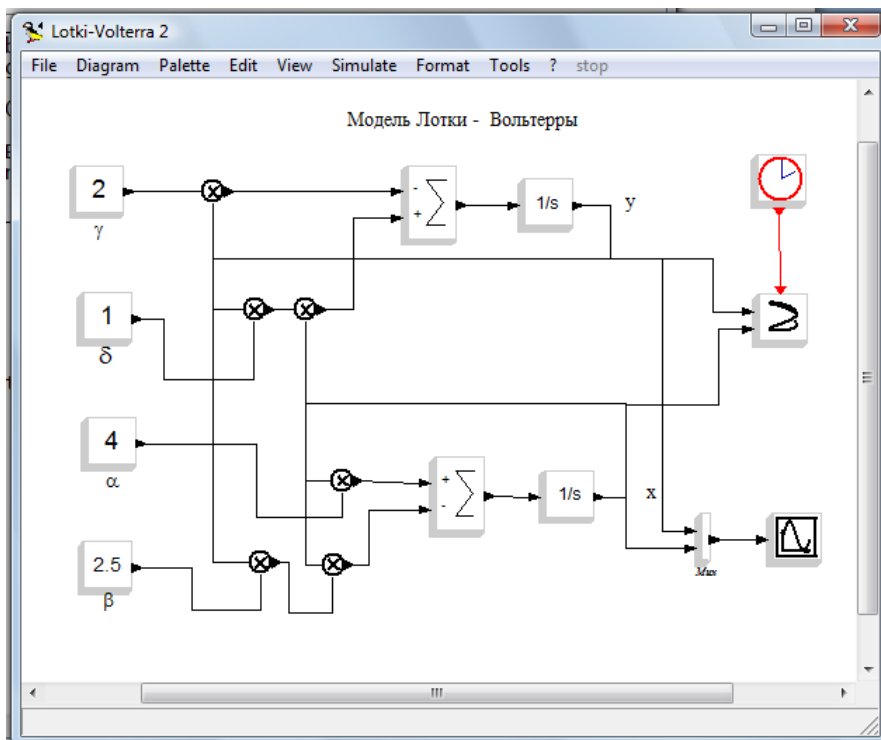 Lotki-Volterra 2
File Diagram Palette Edit View Simulate Format Tools ? stop
Модель Лотки - Вольтерры
2
γ
- +
1/s
y
1
δ
4
α
+ -
1/s
x
2.5
β
Mux